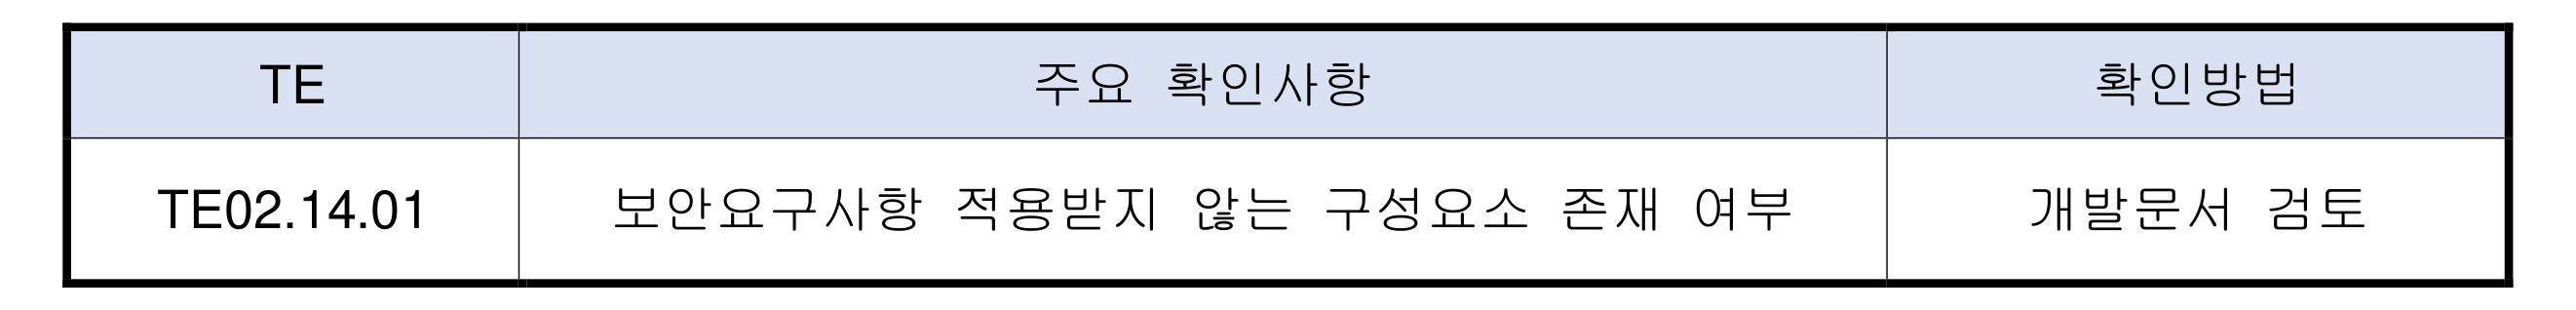 TE 주요 확인사항 확인방법
TE02.14.01 보안요구사항 적용받지 않는 구성요소 존재 여부 개발문서 검토